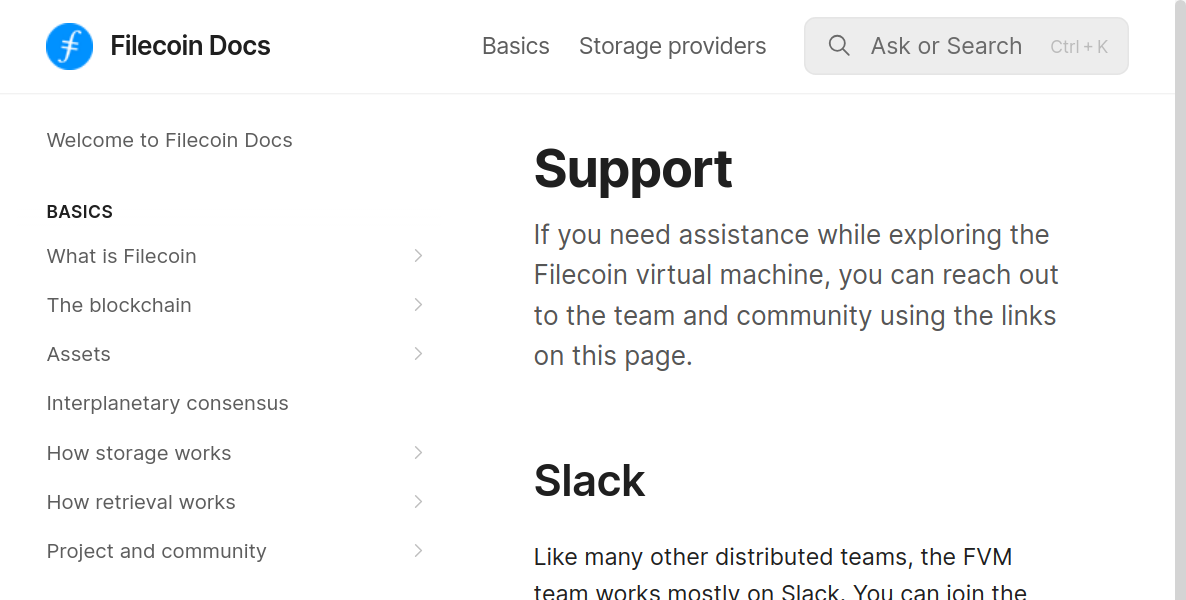 Filecoin Docs
Basics
Storage providers
Ask or Search
Ctrl + K
Welcome to Filecoin Docs
BASICS
What is Filecoin
The blockchain
Assets
Interplanetary consensus
How storage works
How retrieval works
Project and community
Support
If you need assistance while exploring the
Filecoin virtual machine, you can reach out
to the team and community using the links
on this page.
Slack
Like many other distributed teams, the FVM
team works mostly on Slack. You can join the